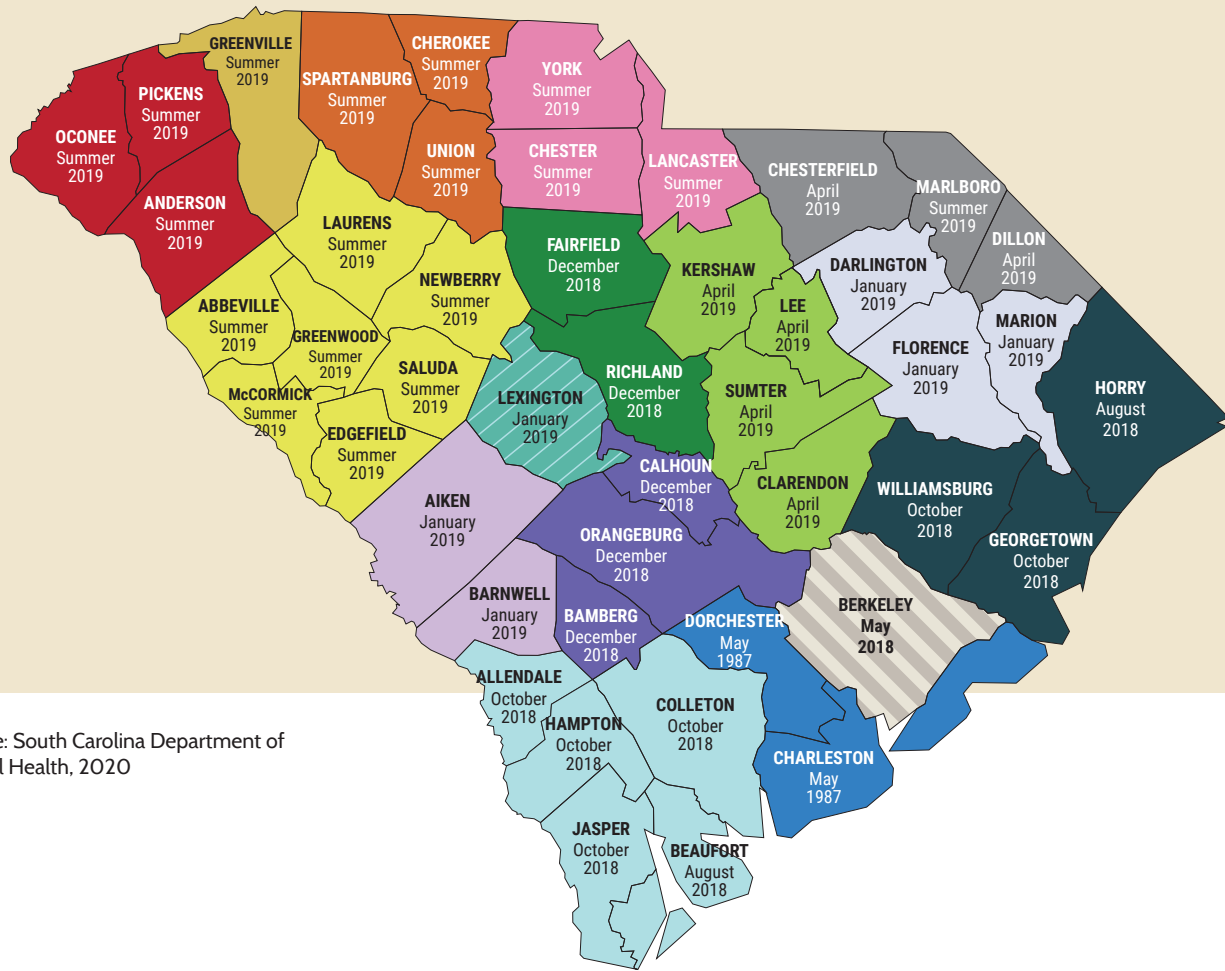 GREENVILLE
Summer
2019
CHEROKEE
Summer
2019
SPARTANBURG
Summer
2019
YORK
Summer
2019
PICKENS
Summer
2019
OCONEE
Summer
2019
UNION
Summer
2019
CHESTER
Summer
2019
LANCASTER
Summer
2019
CHESTERFIELD
April
2019
MARLBORO
Summer
2019
ANDERSON
Summer
2019
LAURENS
Summer
2019
FAIRFIELD
December
2018
DILLON
April
2019
KERSHAW
April
2019
DARLINGTON
January
2019
NEWBERRY
Summer
2019
ABBEVILLE
Summer
2019
LEE
April
2019
MARION
January
2019
GREENWOOD
Summer
2019
FLORENCE
January
2019
SALUDA
Summer
2019
RICHLAND
December
2018
HORRY
August
2018
McCORMICK
Summer
2019
LEXINGTON
January
2019
SUMTER
April
2019
EDGEFIELD
Summer
2019
CALHOUN
December
2018
CLARENDON
April
2019
WILLIAMSBURG
October
2018
AIKEN
January
2019
ORANGEBURG
December
2018
GEORGETOWN
October
2018
BARNWELL
January
2019
BAMBERG
December
2018
DORCHESTER
May
1987
BERKELEY
May
2018
ALLENDALE
October
2018
HAMPTON
October
2018
COLLETON
October
2018
CHARLESTON
May
1987
JASPER
October
2018
BEAUFORT
August
2018
e: South Carolina Department of
l Health, 2020